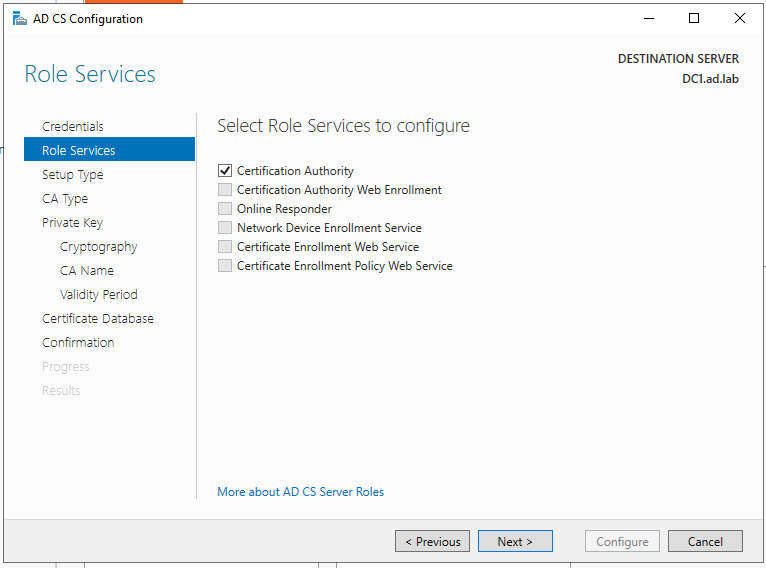 AD CS Configuration
Role Services
DESTINATION SERVER
DC1.ad.lab
Credentials
Role Services
Setup Type
CA Type
Private Key
Cryptography
CA Name
Validity Period
Certificate Database
Confirmation
Progress
Results
Select Role Services to configure
Certification Authority
Certification Authority Web Enrollment
Online Responder
Network Device Enrollment Service
Certificate Enrollment Web Service
Certificate Enrollment Policy Web Service
More about AD CS Server Roles
< Previous
Next >
Configure
Cancel